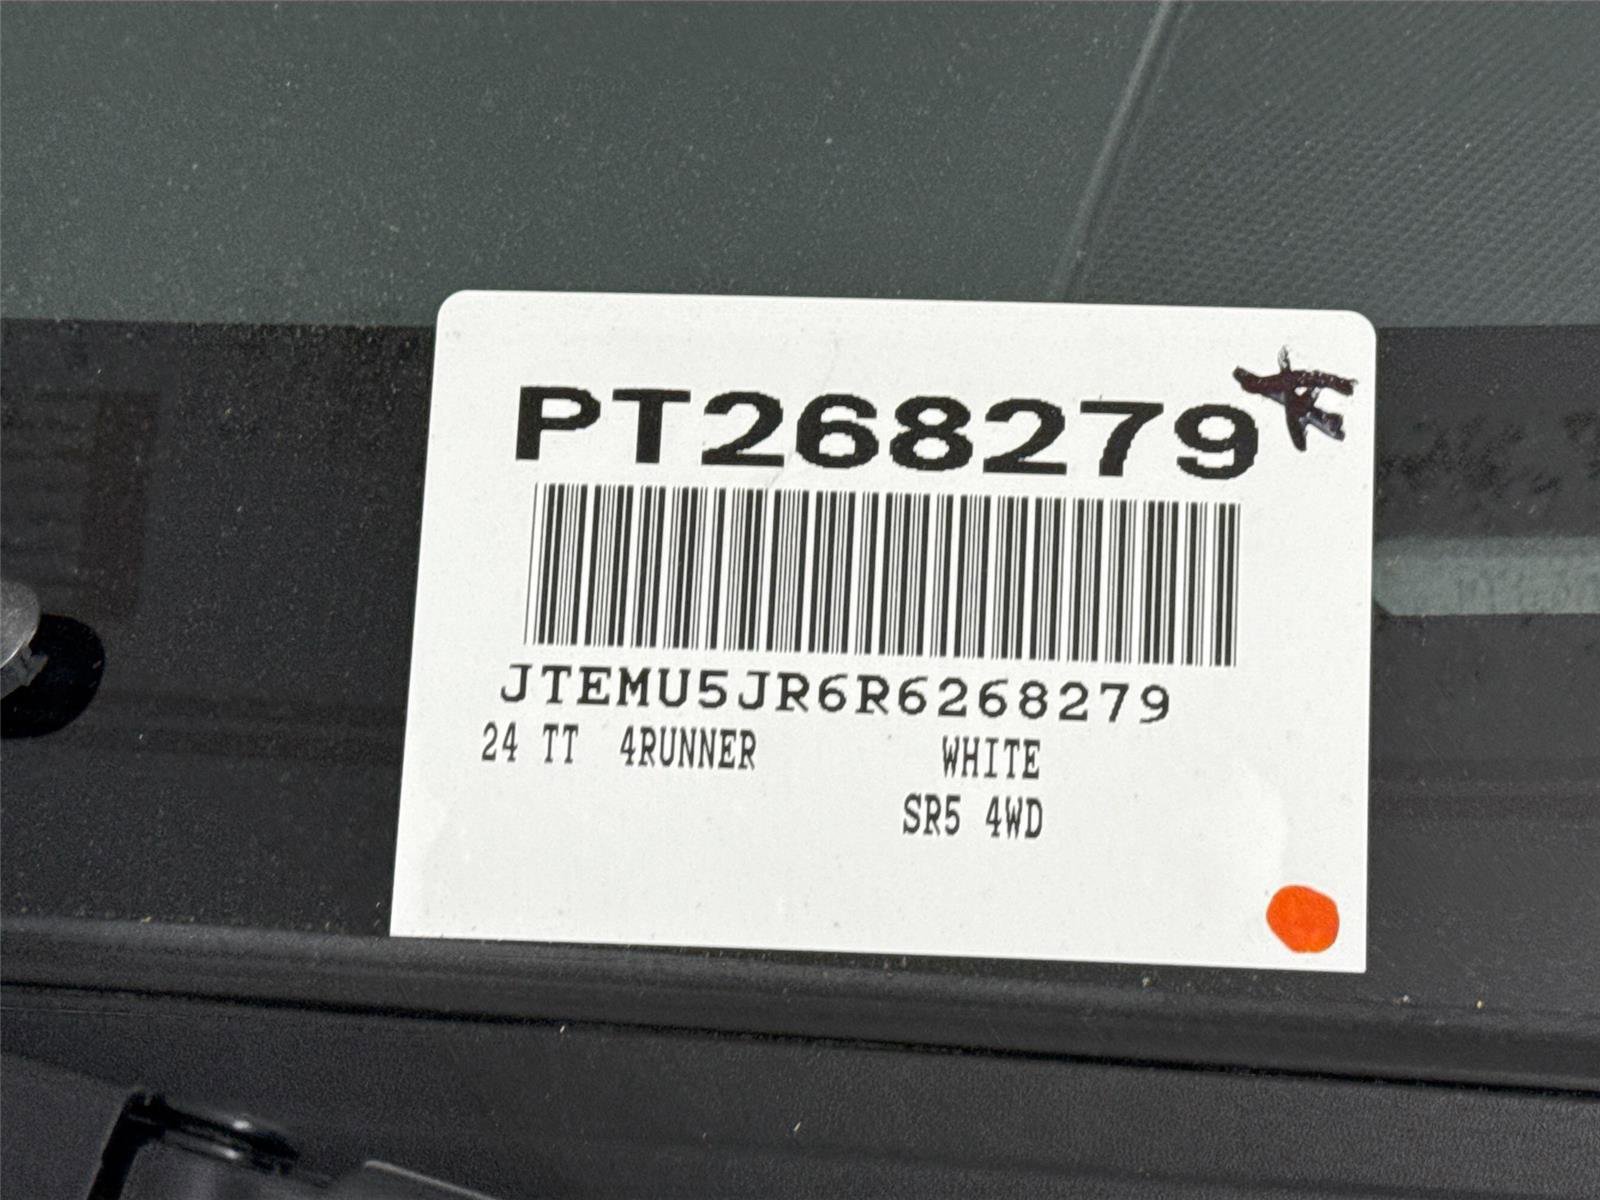 PT268279
JTEMU5JR6R6268279
24 TT 4RUNNER WHITE
SR5 4WD